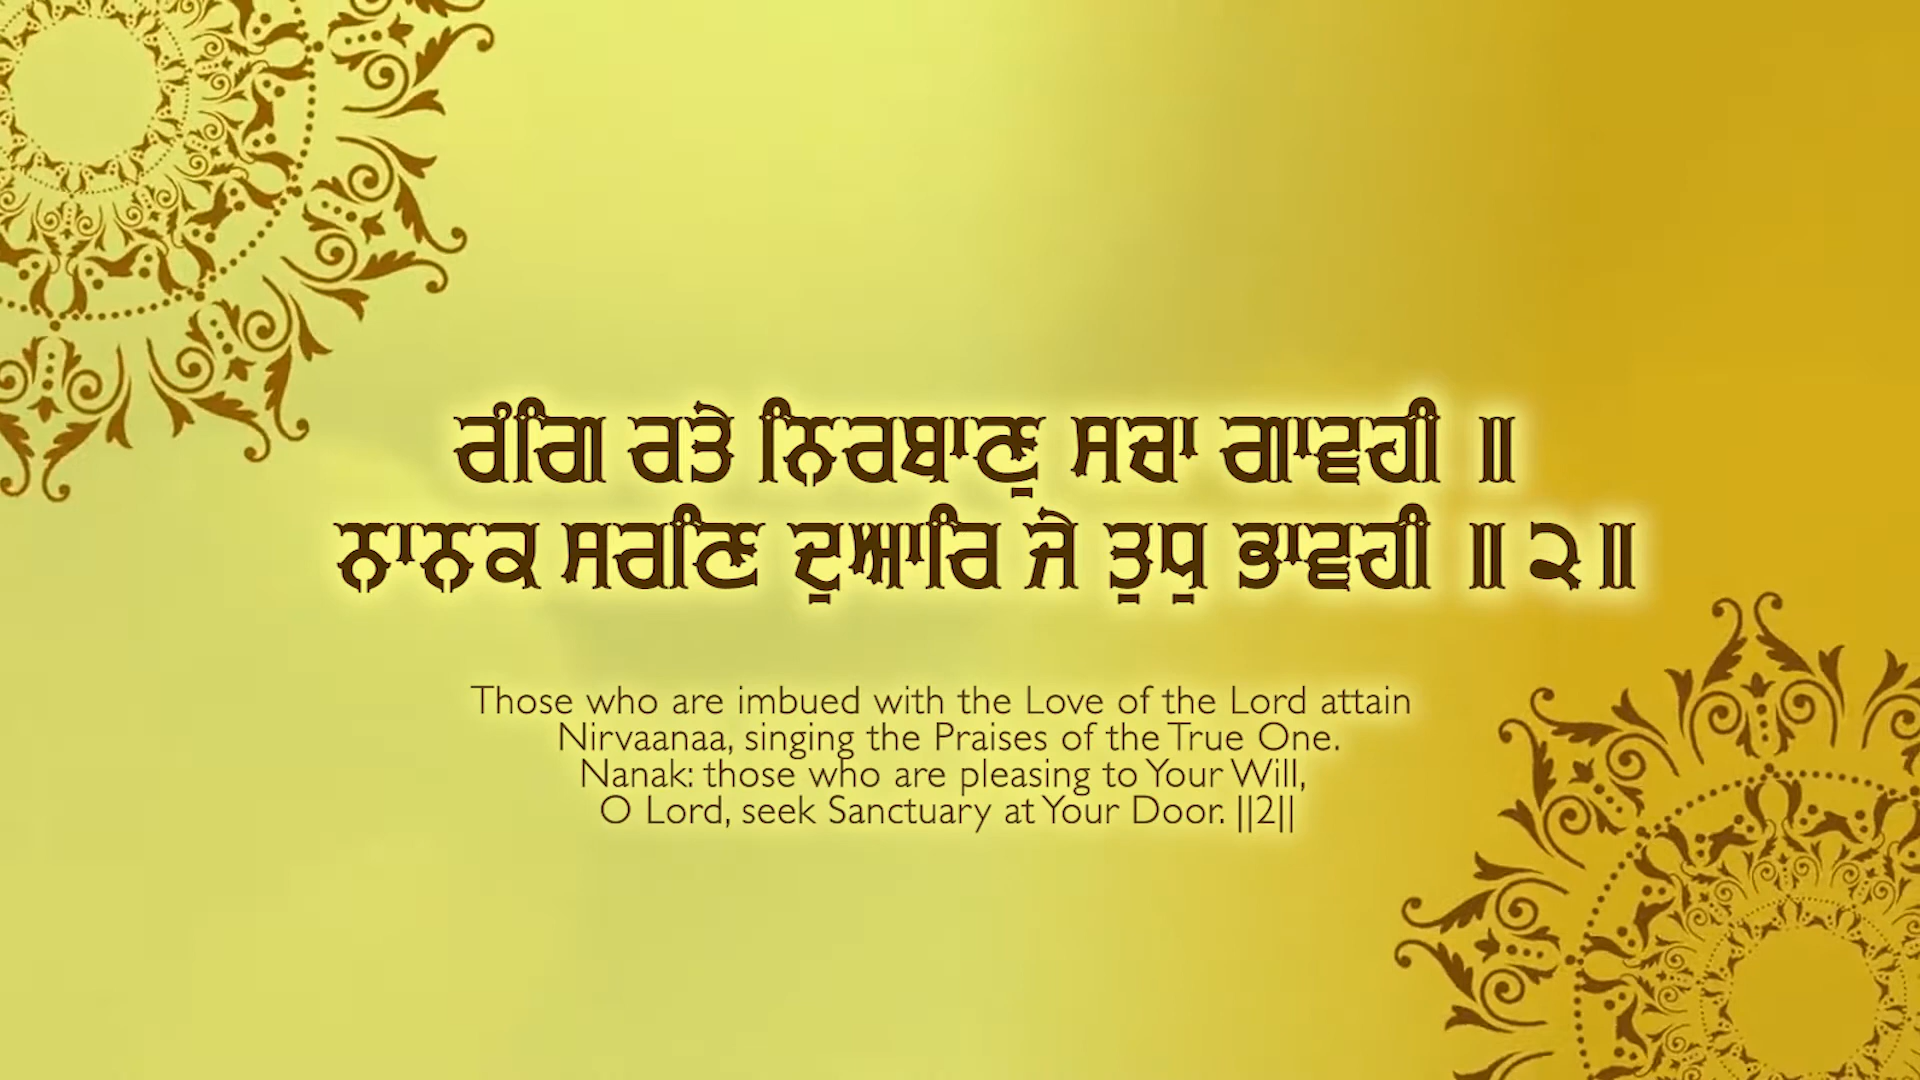 ਰੰਗਿ ਰਤੇ ਨਿਰਬਾਣੁ ਸਚਾ ਗਾਵਹੀ ॥
ਨਾਨਕ ਸਰਣਿ ਦੁਆਰਿ ਜੇ ਤੁਧੁ ਭਾਵਹੀ ॥੨॥
Those who are imbued with the Love of the Lord attain
Nirvaanaa, singing the Praises of the True One.
Nanak: those who are pleasing to Your Will,
O Lord, seek Sanctuary at Your Door. ||2||